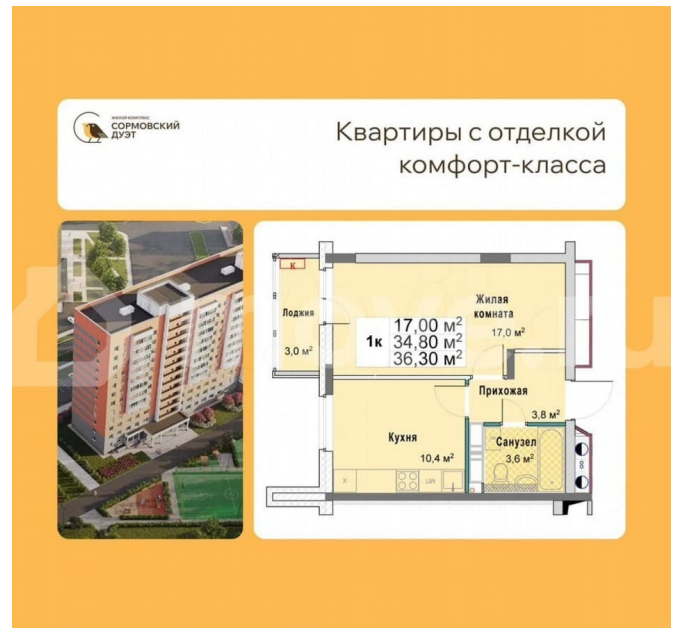 ЖИЛОЙ КОМПЛЕКС
СОРМОВСКИЙ
ДУЭТ
Квартиры с отделкой
комфорт-класса
К
Лоджия
3,0 м²
1к
17,00 м²
34,80 м²
36,30 м²
Жилая
комната
17,0 м²
Прихожая
3,8 м²
Кухня
10,4 м²
Санузел
3,6 м²
Х
move.ru